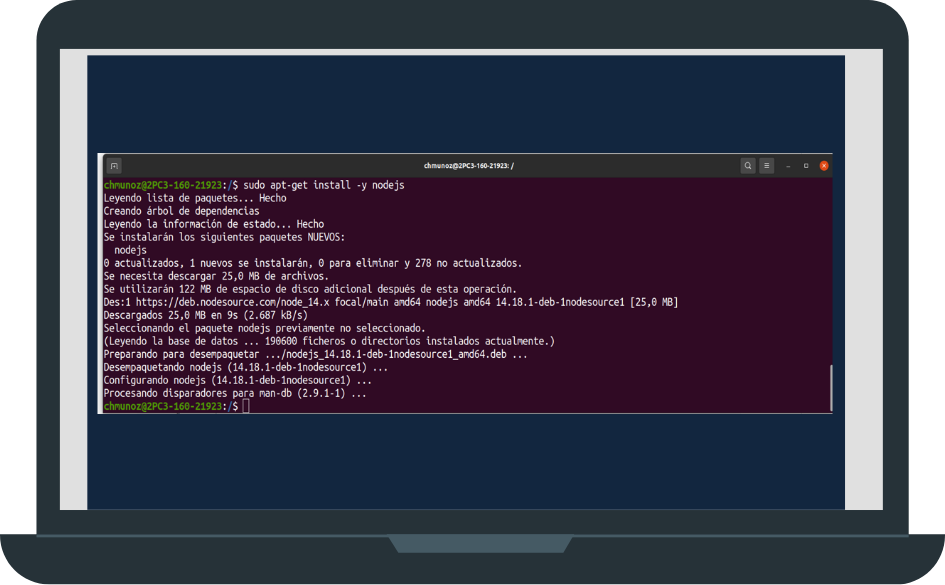 chmunoz@2PC3-160-21923: /
chmunoz@2PC3-160-21923:/$ sudo apt-get install -y nodejs
Leyendo lista de paquetes... Hecho
Creando árbol de dependencias
Leyendo la información de estado... Hecho
Se instalarán los siguientes paquetes NUEVOS:
  nodejs
0 actualizados, 1 nuevos se instalarán, 0 para eliminar y 278 no actualizados.
Se necesita descargar 25,0 MB de archivos.
Se utilizarán 122 MB de espacio de disco adicional después de esta operación.
Des:1 https://deb.nodesource.com/node_14.x focal/main amd64 nodejs amd64 14.18.1-deb-1nodesource1 [25,0 MB]
Descargados 25,0 MB en 9s (2.687 kB/s)
Seleccionando el paquete nodejs previamente no seleccionado.
(Leyendo la base de datos ... 190600 ficheros o directorios instalados actualmente.)
Preparando para desempaquetar .../nodejs_14.18.1-deb-1nodesource1_amd64.deb ...
Desempaquetando nodejs (14.18.1-deb-1nodesource1) ...
Configurando nodejs (14.18.1-deb-1nodesource1) ...
Procesando disparadores para man-db (2.9.1-1) ...
chmunoz@2PC3-160-21923:/$